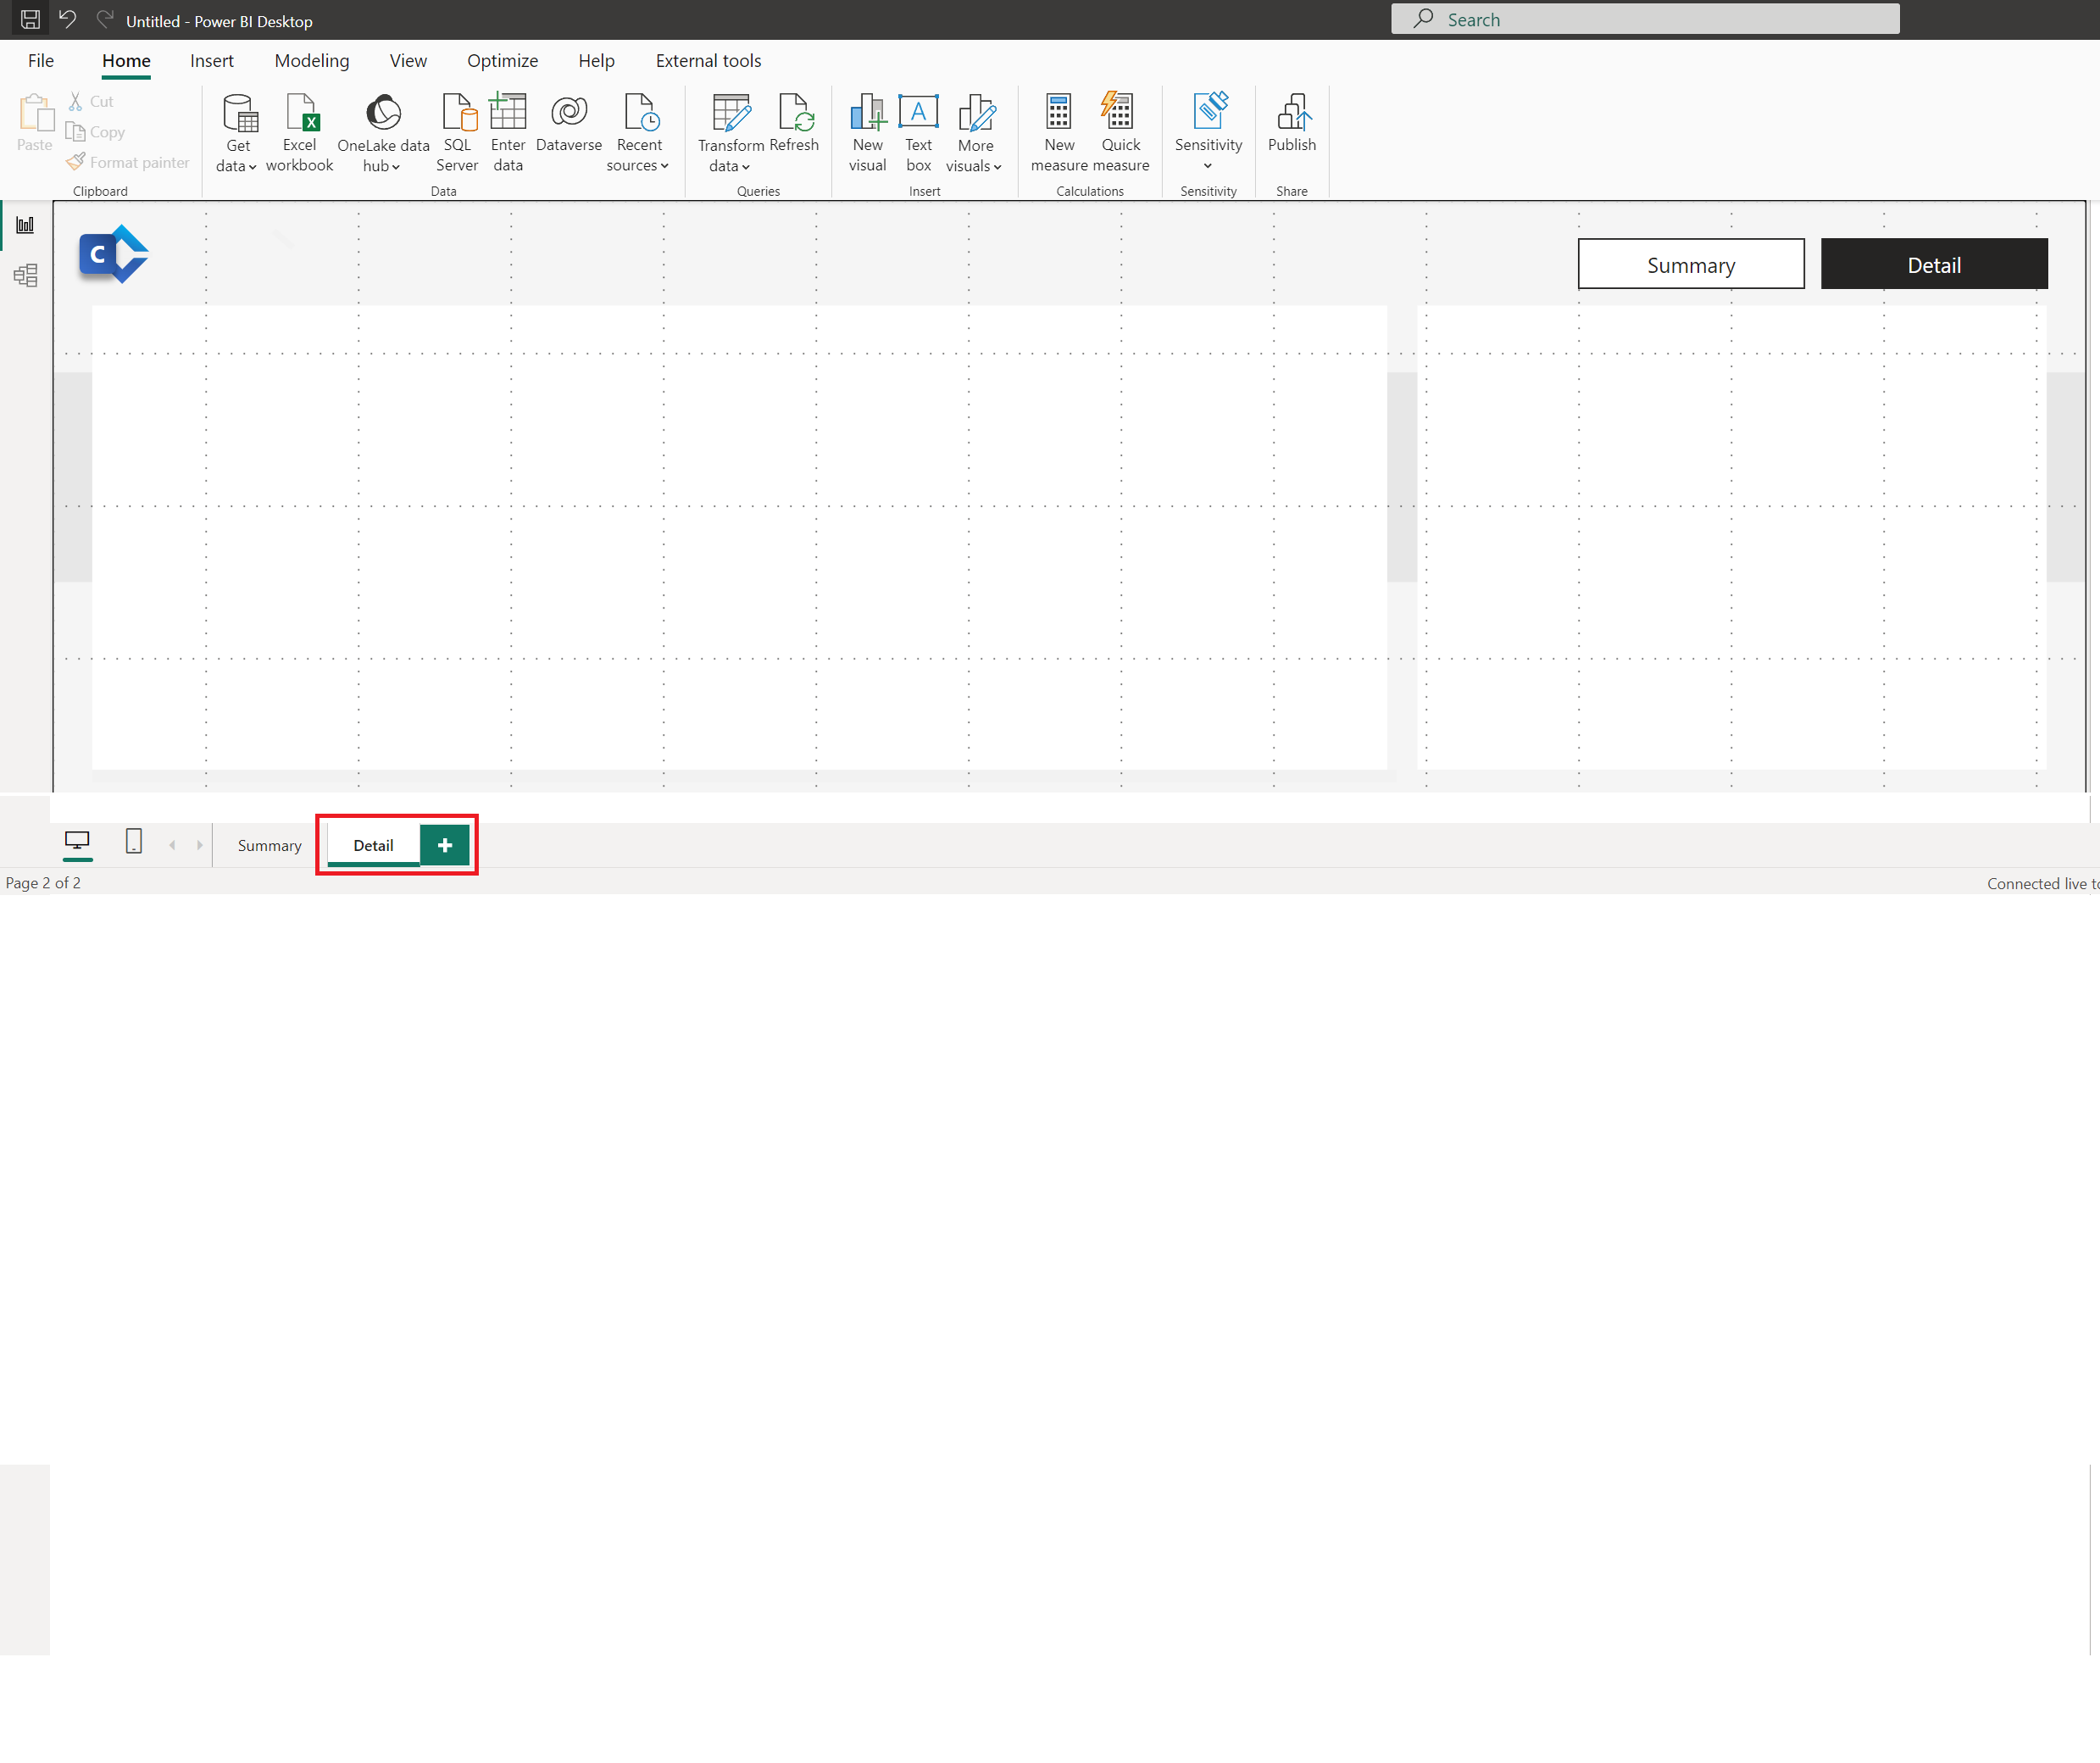 Untitled - Power BI Desktop
Search
File Home Insert Modeling View Optimize Help External tools
Paste
Cut
Copy
Format painter
Clipboard
Get data
Excel workbook
OneLake data hub
SQL Server
Enter data
Dataverse
Recent sources
Data
Transform data
Refresh
Queries
New visual
A
Text box
More visuals
Insert
New measure
Quick measure
Calculations
Sensitivity
Sensitivity
Publish
Share
C
Summary Detail
Summary Detail +
Page 2 of 2
Connected live to